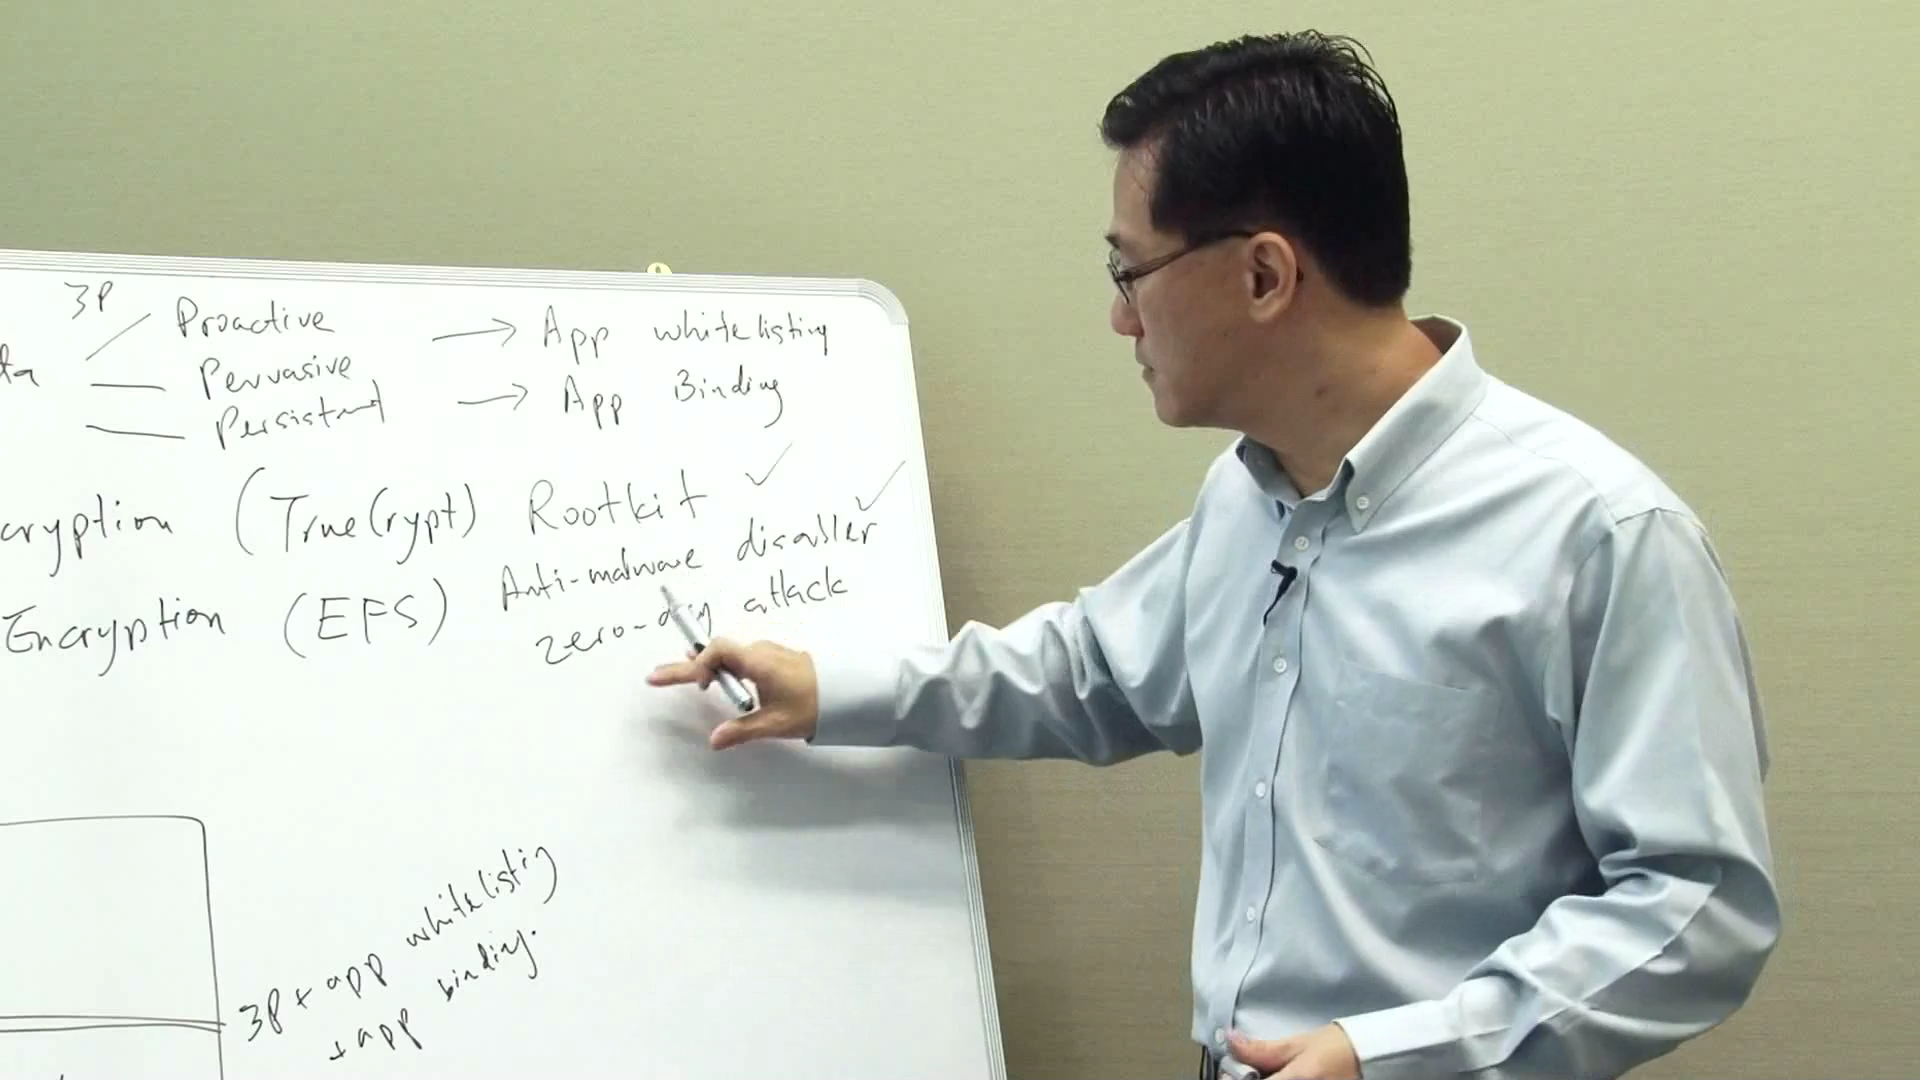 3P
Proactive → App whitelisting
Pervasive
Persistent → App Binding
cryption (TrueCrypt) Rootkit ✓
Anti-malware disabler ✓
Encryption (EFS) zero-day attack
3P + app whitelisting
+ app binding.